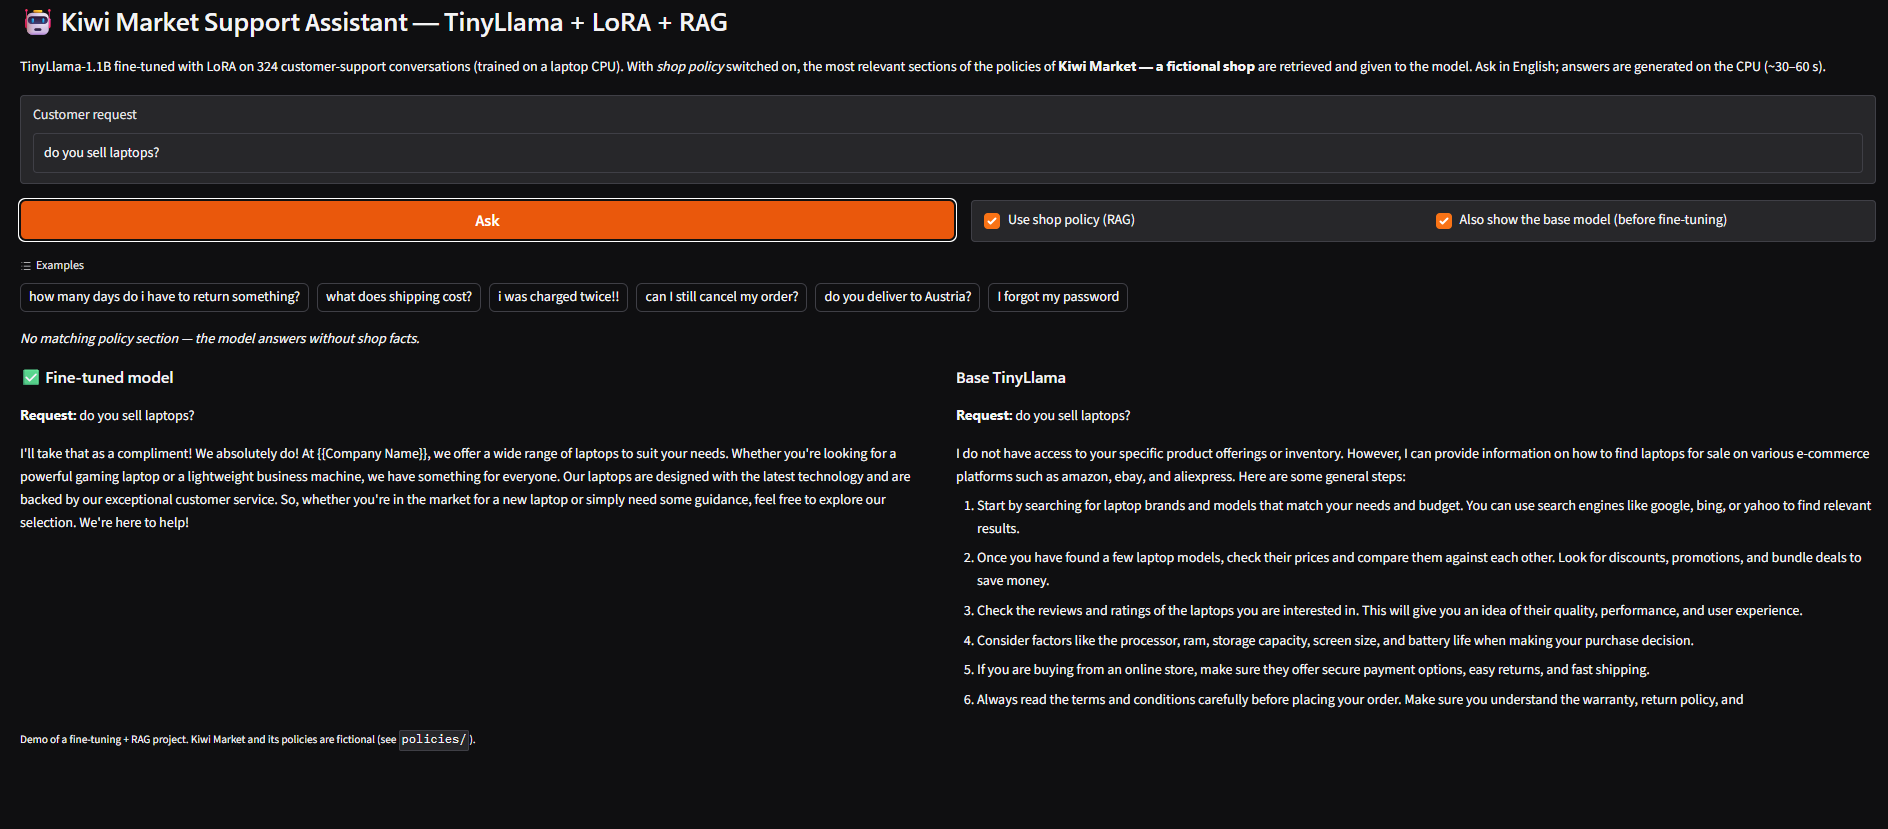 Kiwi Market Support Assistant — TinyLlama + LoRA + RAG
TinyLlama-1.1B fine-tuned with LoRA on 324 customer-support conversations (trained on a laptop CPU). With shop policy switched on, the most relevant sections of the policies of Kiwi Market — a fictional shop are retrieved and given to the model. Ask in English; answers are generated on the CPU (~30–60 s).
Customer request
do you sell laptops?
Ask
Use shop policy (RAG)
Also show the base model (before fine-tuning)
Examples
how many days do i have to return something?
what does shipping cost?
i was charged twice!!
can I still cancel my order?
do you deliver to Austria?
I forgot my password
No matching policy section — the model answers without shop facts.
Fine-tuned model
Request: do you sell laptops?
I'll take that as a compliment! We absolutely do! At {{Company Name}}, we offer a wide range of laptops to suit your needs. Whether you're looking for a
powerful gaming laptop or a lightweight business machine, we have something for everyone. Our laptops are designed with the latest technology and are
backed by our exceptional customer service. So, whether you're in the market for a new laptop or simply need some guidance, feel free to explore our
selection. We're here to help!
Base TinyLlama
Request: do you sell laptops?
I do not have access to your specific product offerings or inventory. However, I can provide information on how to find laptops for sale on various e-commerce
platforms such as amazon, ebay, and aliexpress. Here are some general steps:
1. Start by searching for laptop brands and models that match your needs and budget. You can use search engines like google, bing, or yahoo to find relevant
results.
2. Once you have found a few laptop models, check their prices and compare them against each other. Look for discounts, promotions, and bundle deals to
save money.
3. Check the reviews and ratings of the laptops you are interested in. This will give you an idea of their quality, performance, and user experience.
4. Consider factors like the processor, ram, storage capacity, screen size, and battery life when making your purchase decision.
5. If you are buying from an online store, make sure they offer secure payment options, easy returns, and fast shipping.
6. Always read the terms and conditions carefully before placing your order. Make sure you understand the warranty, return policy, and
Demo of a fine-tuning + RAG project. Kiwi Market and its policies are fictional (see policies/).